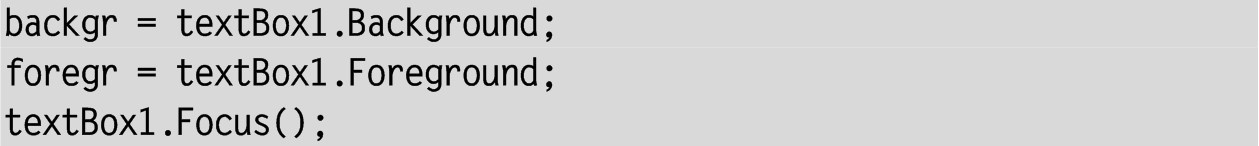 backgr = textBox1.Background;
foregr = textBox1.Foreground;
textBox1.Focus();